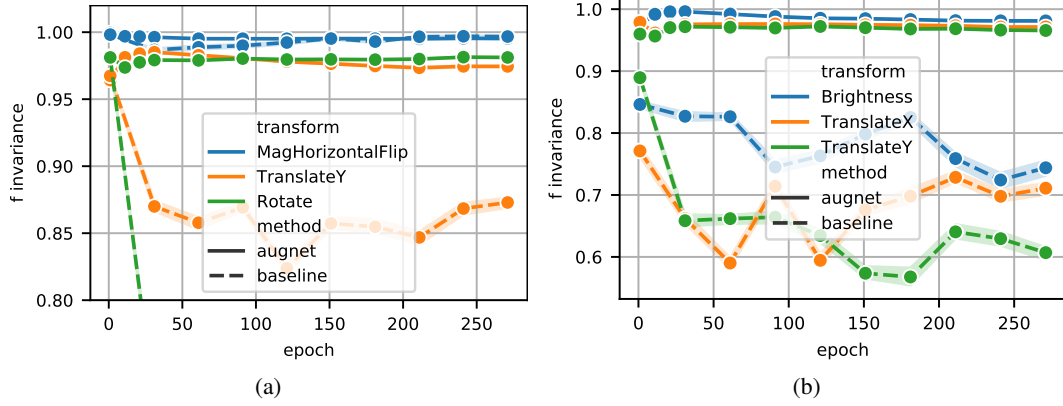 1.00
0.95
0.90
0.85
0.80
f invariance
transform
MagHorizontalFlip
TranslateY
Rotate
method
augnet
baseline
0 50 100 150 200 250
epoch
(a)
1.0
0.9
0.8
0.7
0.6
f invariance
transform
Brightness
TranslateX
TranslateY
method
augnet
baseline
0 50 100 150 200 250
epoch
(b)